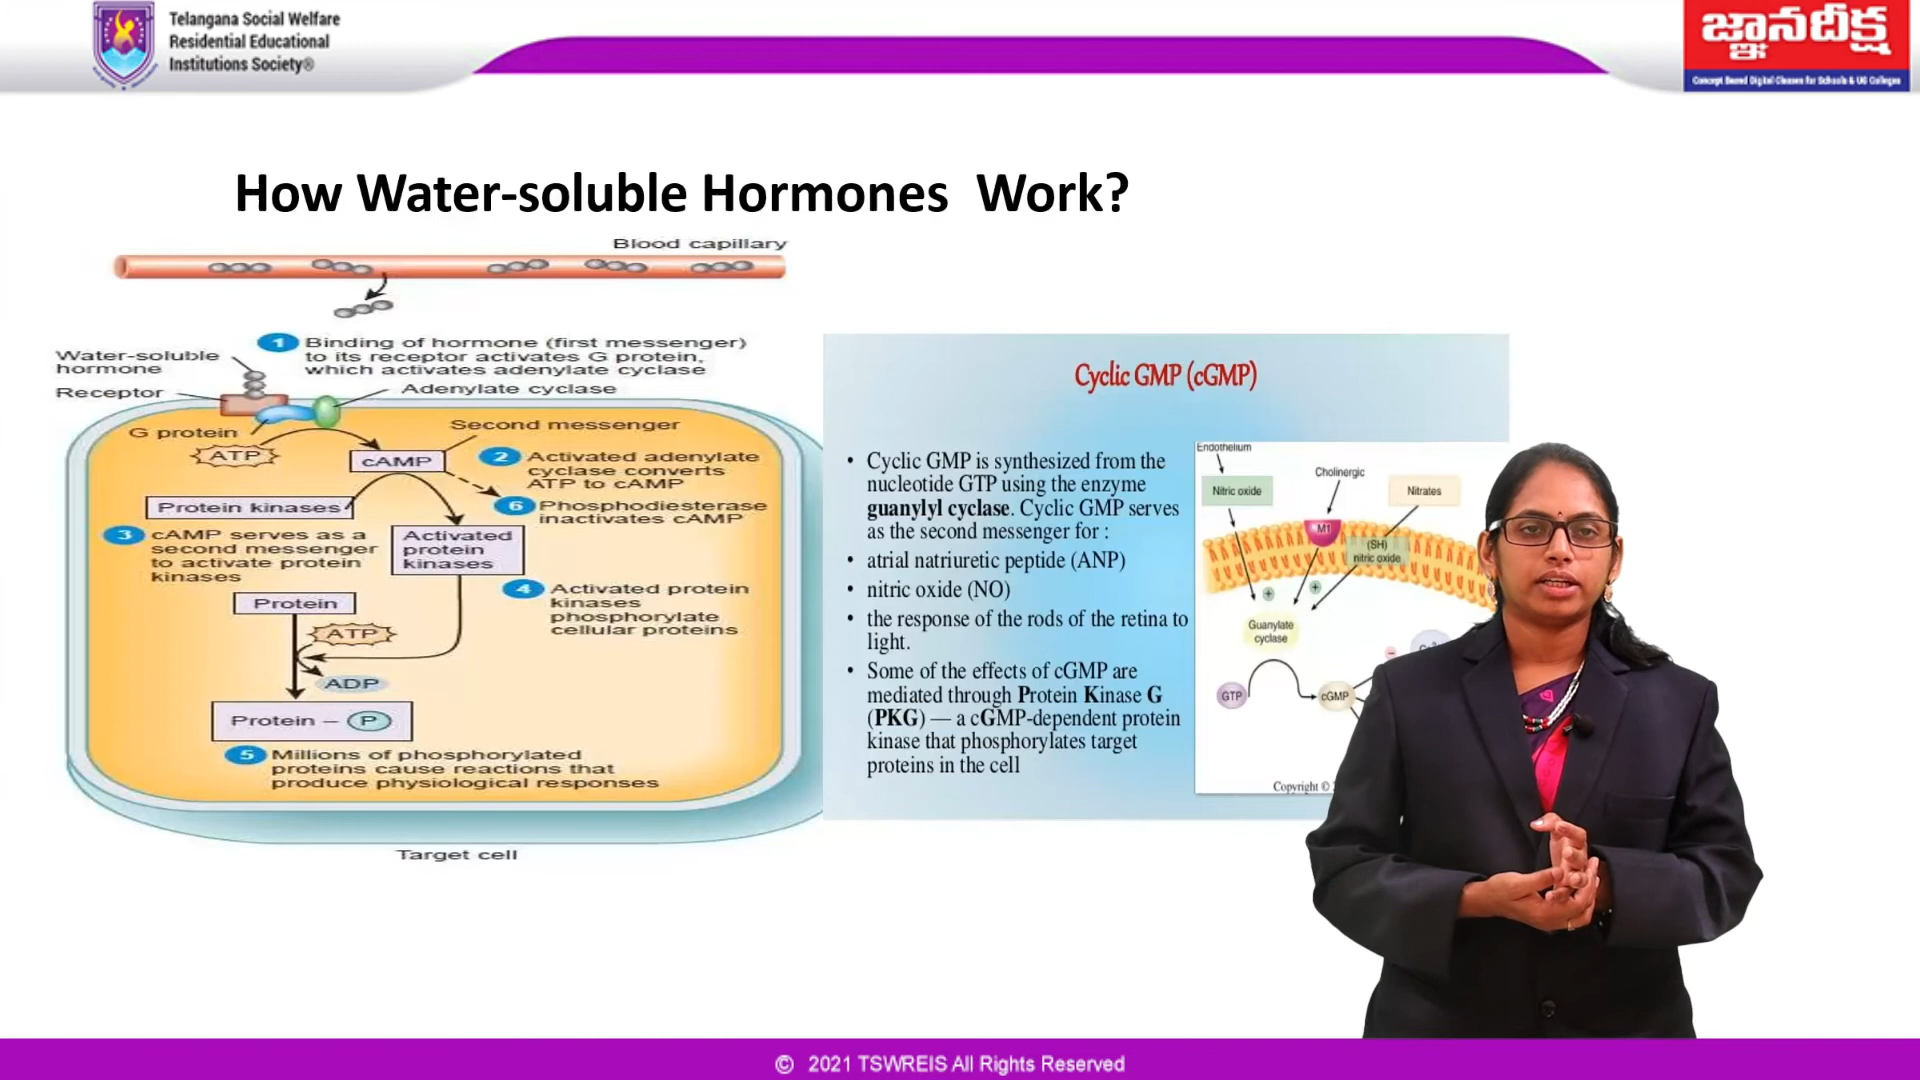 Telangana Social Welfare
Residential Educational
Institutions Society®
జ్ఞానదీక్ష
Concept Based Digital Classes for Schools & UG Colleges
How Water-soluble Hormones Work?
Blood capillary
1 Binding of hormone (first messenger)
to its receptor activates G protein,
which activates adenylate cyclase
Water-soluble
hormone
Receptor
Adenylate cyclase
G protein
Second messenger
ATP
cAMP
2 Activated adenylate
cyclase converts
ATP to cAMP
Protein kinases
6 Phosphodiesterase
inactivates cAMP
3 cAMP serves as a
second messenger
to activate protein
kinases
Activated
protein
kinases
4 Activated protein
kinases
phosphorylate
cellular proteins
Protein
ATP
ADP
Protein – P
5 Millions of phosphorylated
proteins cause reactions that
produce physiological responses
Target cell
Cyclic GMP (cGMP)
• Cyclic GMP is synthesized from the
nucleotide GTP using the enzyme
guanylyl cyclase. Cyclic GMP serves
as the second messenger for :
• atrial natriuretic peptide (ANP)
• nitric oxide (NO)
• the response of the rods of the retina to
light.
• Some of the effects of cGMP are
mediated through Protein Kinase G
(PKG) — a cGMP-dependent protein
kinase that phosphorylates target
proteins in the cell
Endothelium
Cholinergic
Nitric oxide
Nitrates
M1
(SH)
nitric oxide
+
+
Guanylate
cyclase
–
GTP
cGMP
Copyright ©
© 2021 TSWREIS All Rights Reserved